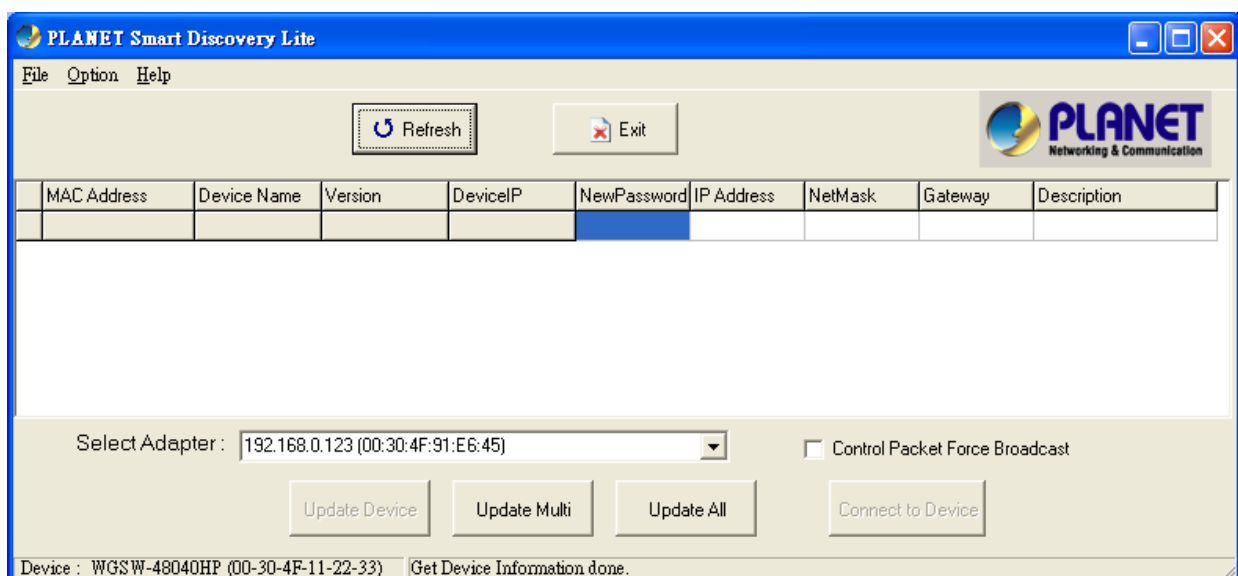 PLANET Smart Discovery Lite
File Option Help
Refresh Exit PLANET
Networking & Communication
MAC Address Device Name Version DeviceIP NewPassword IP Address NetMask Gateway Description
Select Adapter : 192.168.0.123 (00:30:4F:91:E6:45) Control Packet Force Broadcast
Update Device Update Multi Update All Connect to Device
Device : WGSW-48040HP (00-30-4F-11-22-33) Get Device Information done.